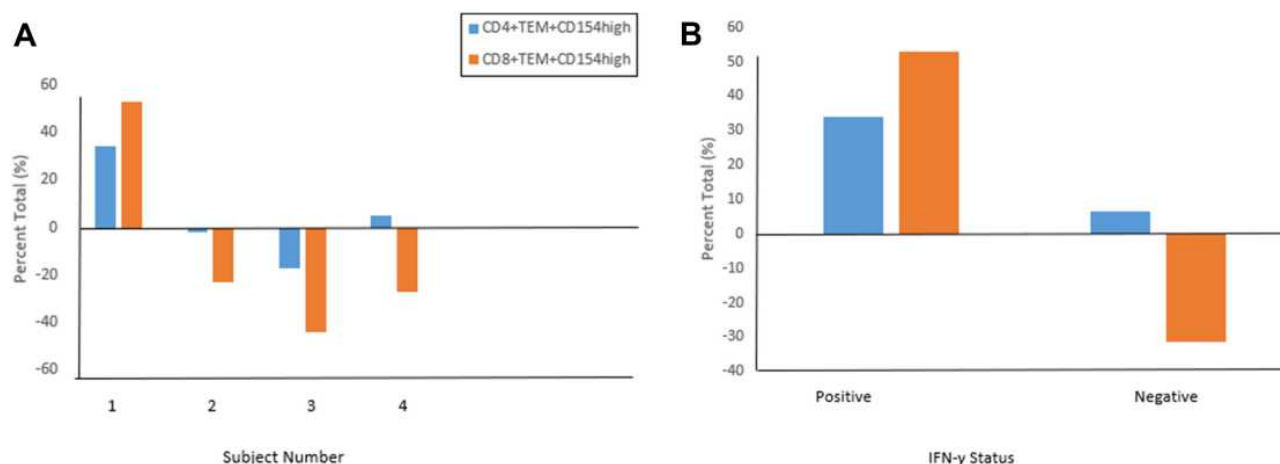 A
CD4+TEM+CD154high
CD8+TEM+CD154high
60
40
20
0
-20
-40
-60
Percent Total (%)
1 2 3 4
Subject Number
B
60
50
40
30
20
10
0
-10
-20
-30
-40
Percent Total (%)
Positive Negative
IFN-y Status